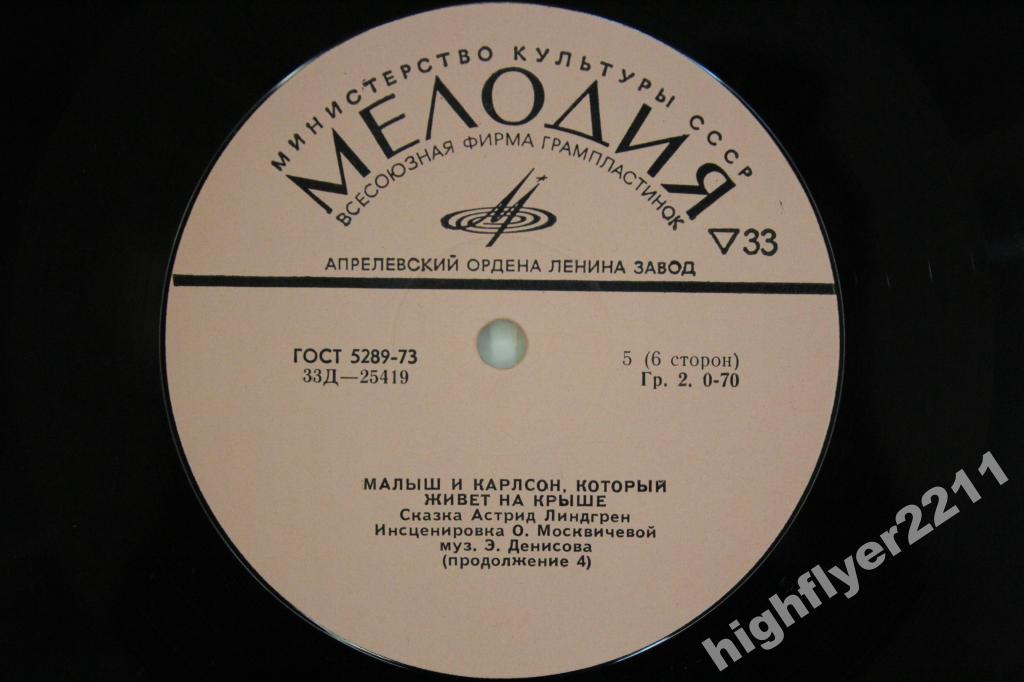 МИНИСТЕРСТВО КУЛЬТУРЫ СССР
МЕЛОДИЯ
ВСЕСОЮЗНАЯ ФИРМА ГРАМПЛАСТИНОК
33
АПРЕЛЕВСКИЙ ОРДЕНА ЛЕНИНА ЗАВОД
ГОСТ 5289-73
5 (6 сторон)
33Д—25419
Гр. 2. 0-70
МАЛЫШ И КАРЛСОН, КОТОРЫЙ
ЖИВЕТ НА КРЫШЕ
Сказка Астрид Линдгрен
Инсценировка О. Москвичевой
муз. Э. Денисова
(продолжение 4)
highflyer2211